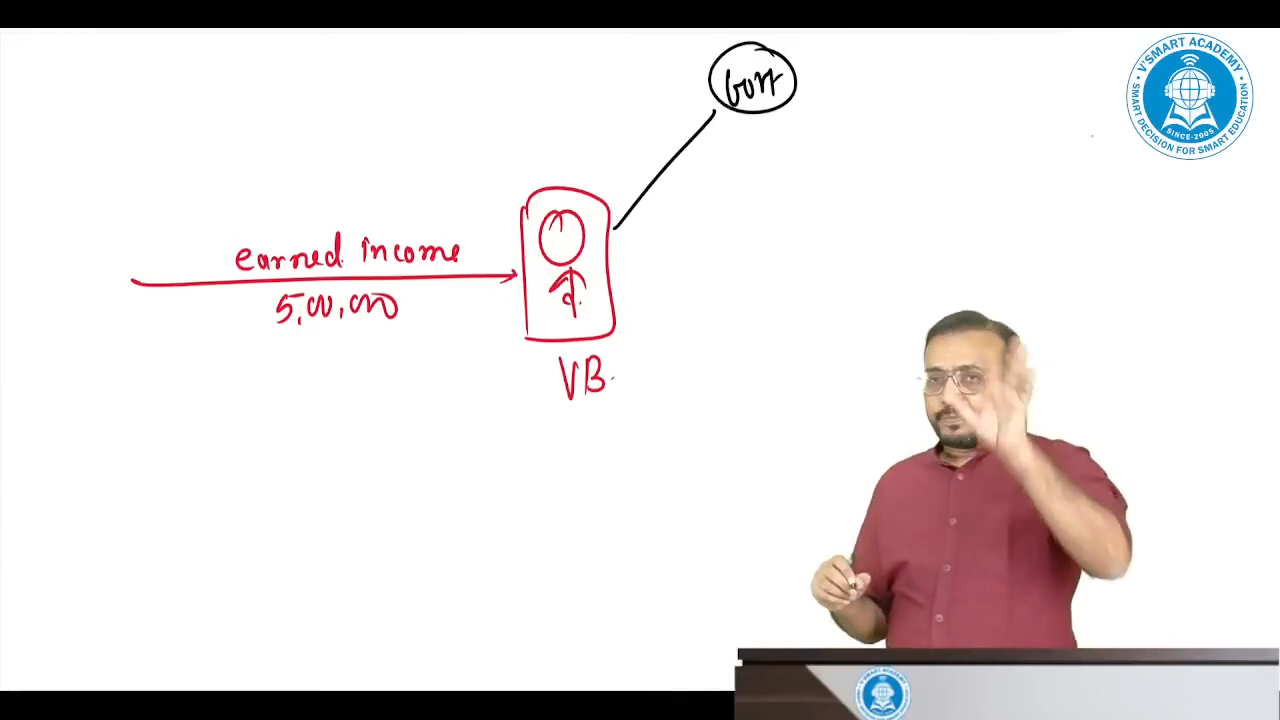 Govt
V'SMART ACADEMY
SMART DECISION FOR SMART EDUCATION
SINCE-2005
earned income
5,00,000
VB.